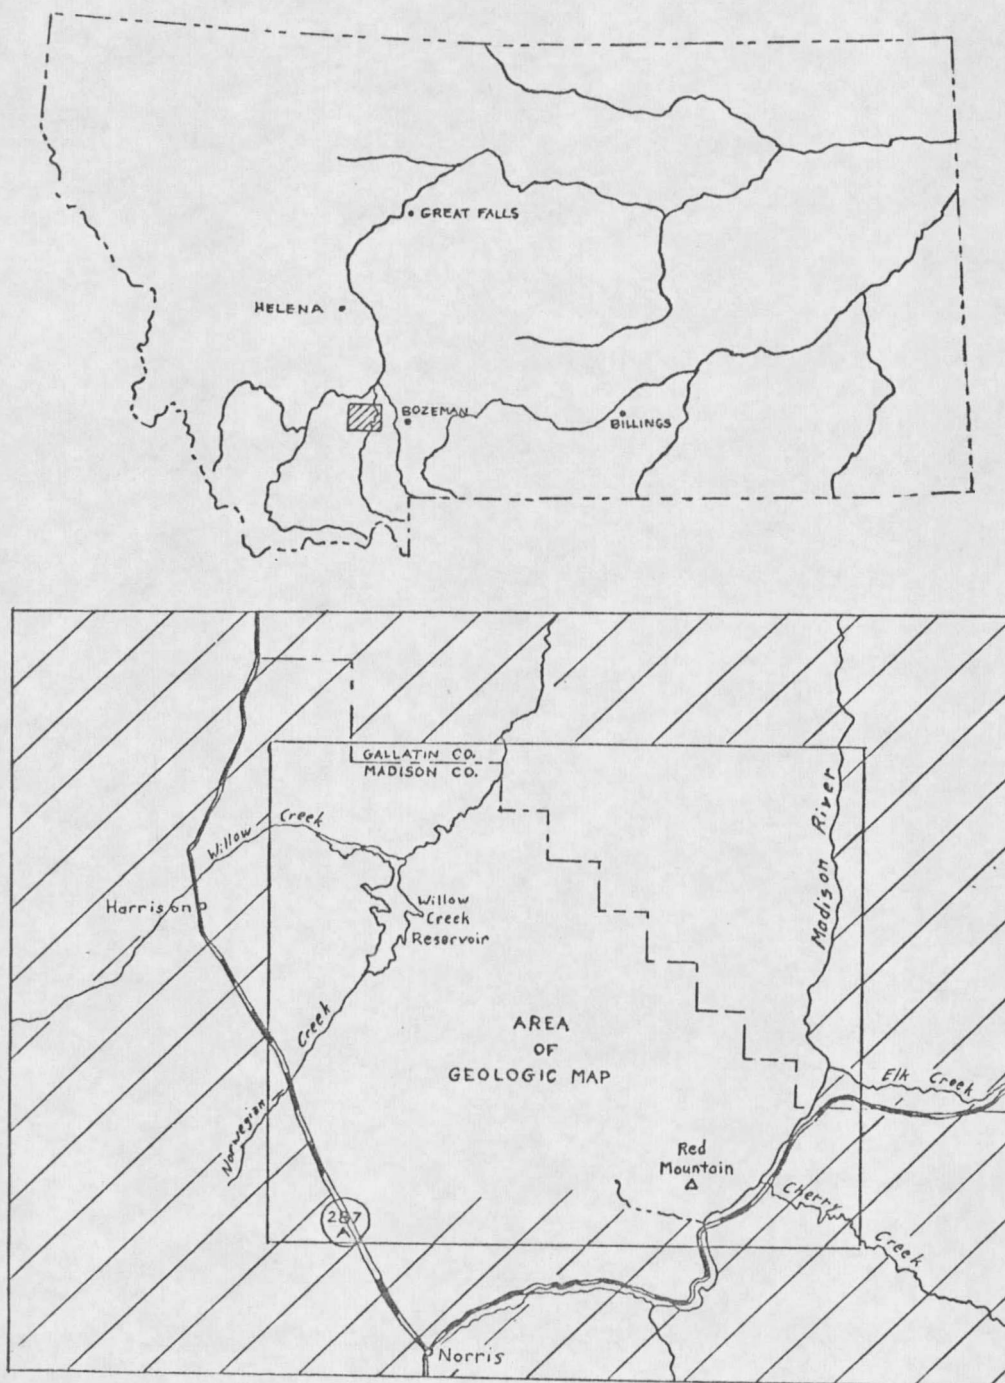 GREAT FALLS
HELENA
BOZEMAN
BILLINGS
GALLATIN CO.
MADISON CO.
Willow Creek
Madison River
Harrison
Willow
Creek
Reservoir
Creek
AREA
OF
GEOLOGIC MAP
Elk Creek
Norwegian
Red
Mountain
Cherry
Creek
287
A
Norris